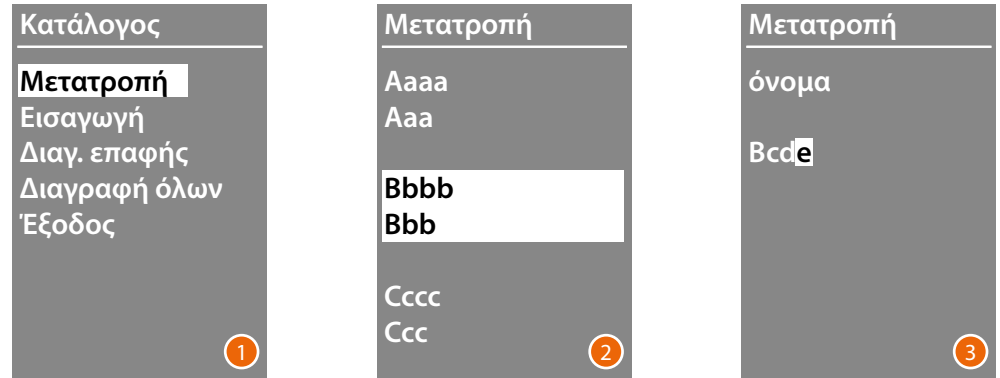 Κατάλογος
Μετατροπή
Εισαγωγή
Διαγ. επαφής
Διαγραφή όλων
Έξοδος
1
Μετατροπή
Aaaa
Aaa
Bbbb
Bbb
Cccc
Ccc
2
Μετατροπή
όνομα
Bcde
3